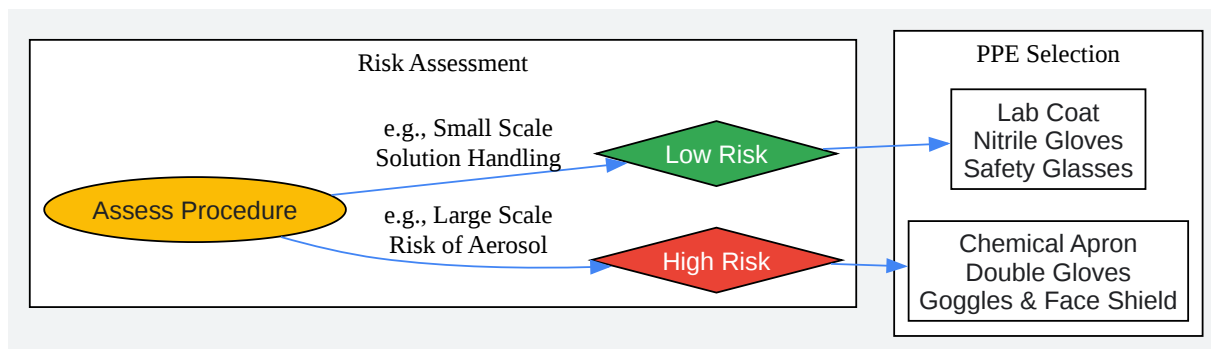 Risk Assessment
Assess Procedure
e.g., Small Scale
Solution Handling
Low Risk
e.g., Large Scale
Risk of Aerosol
High Risk
PPE Selection
Lab Coat
Nitrile Gloves
Safety Glasses
Chemical Apron
Double Gloves
Goggles & Face Shield